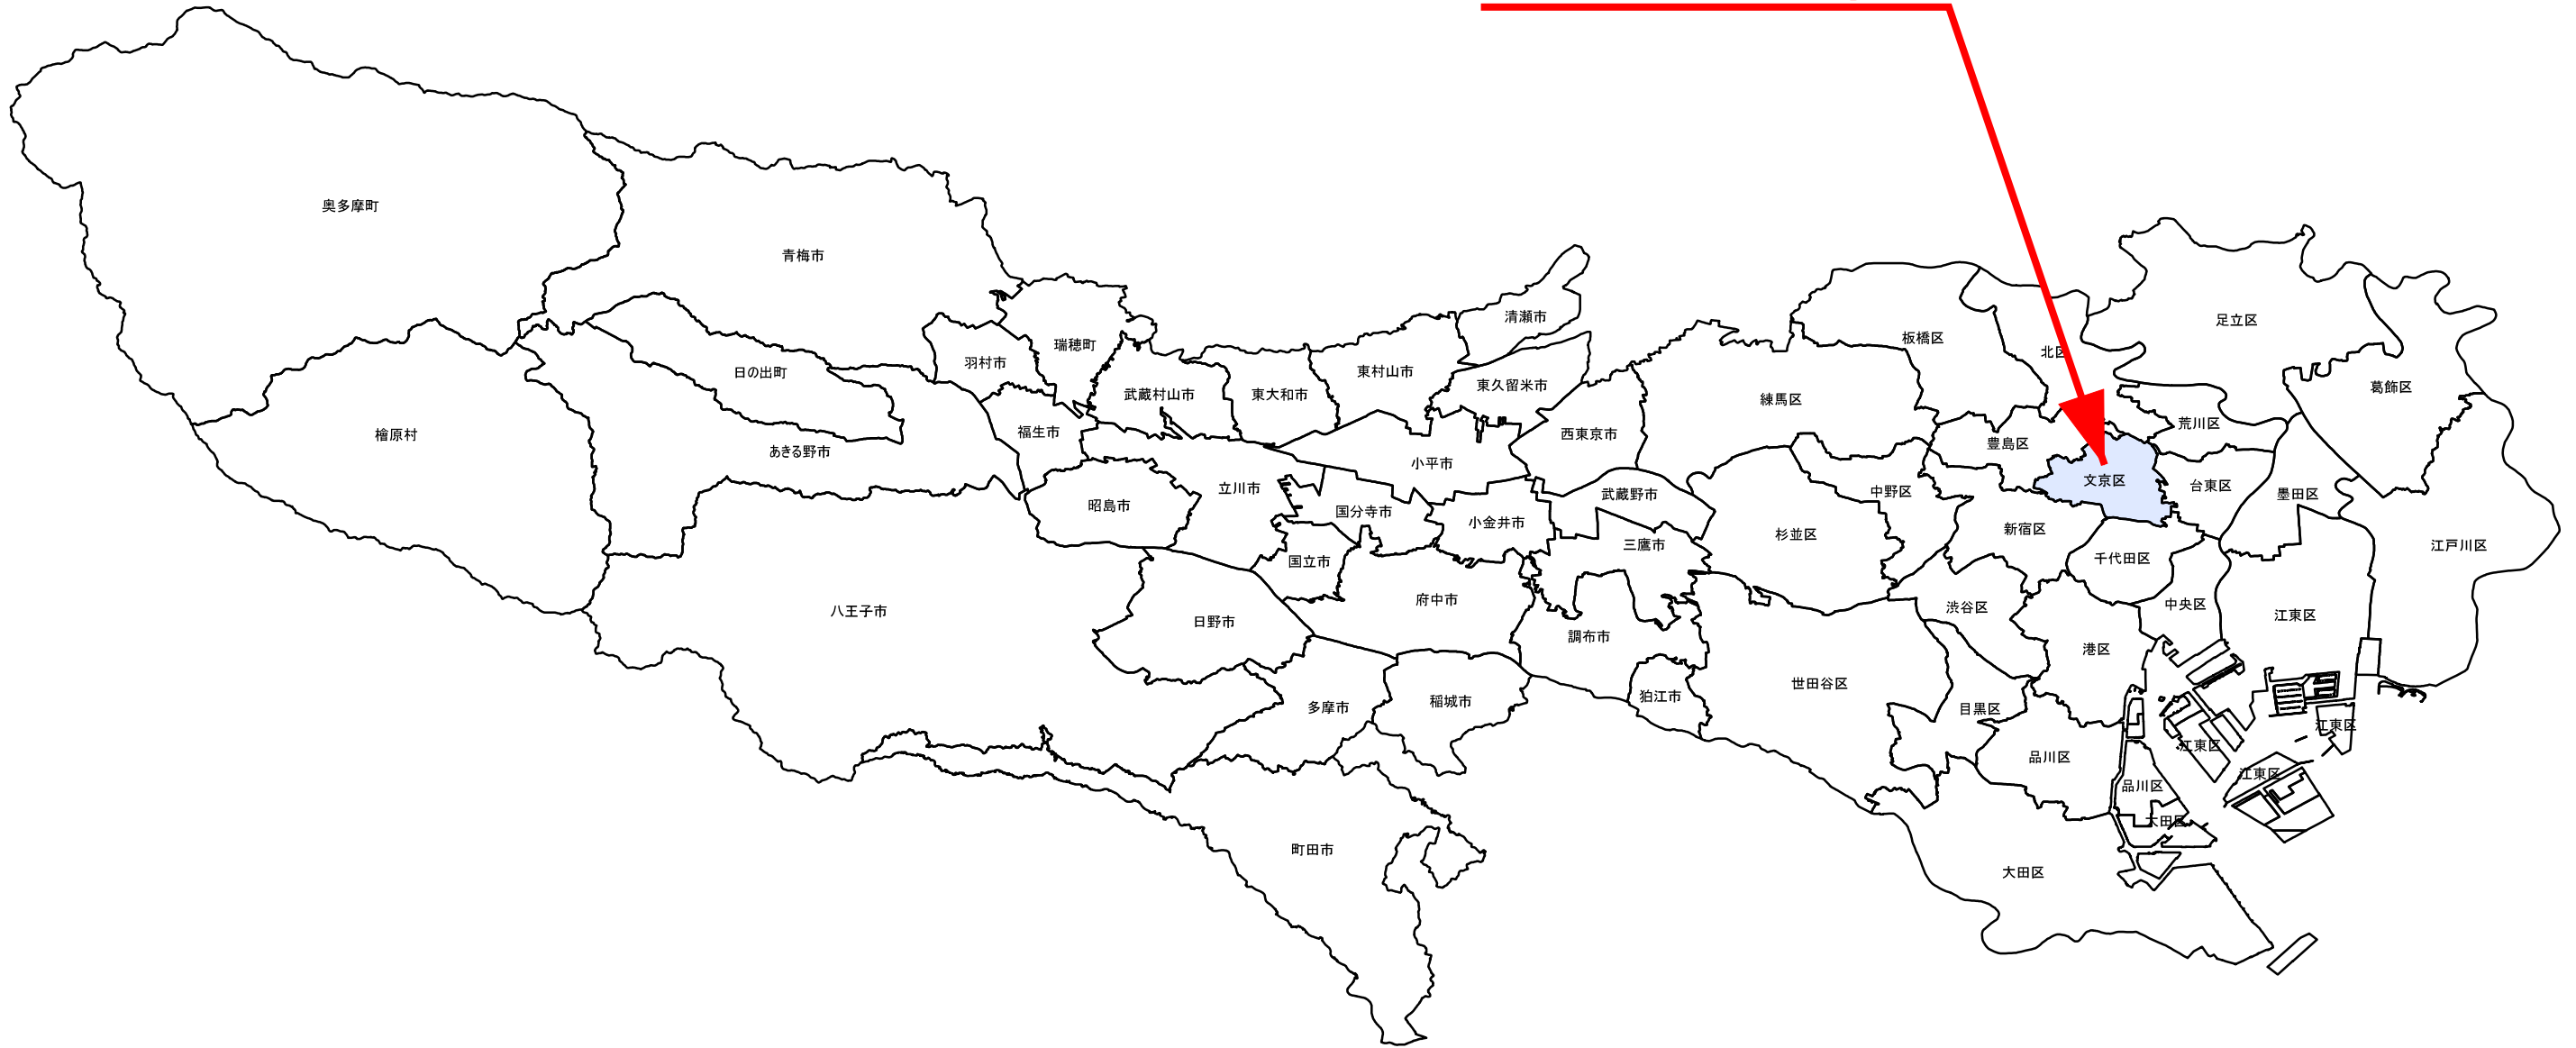 奥多摩町
青梅市
清瀬市
足立区
板橋区
瑞穂町
北区
羽村市
日の出町
東村山市
東久留米市
葛飾区
武蔵村山市
東大和市
練馬区
荒川区
檜原村
福生市
西東京市
豊島区
あきる野市
小平市
文京区
台東区
立川市
中野区
武蔵野市
墨田区
昭島市
国分寺市
小金井市
新宿区
杉並区
三鷹市
江戸川区
千代田区
国立市
府中市
中央区
渋谷区
八王子市
江東区
日野市
調布市
港区
世田谷区
狛江市
稲城市
多摩市
目黒区
江東区
江東区
品川区
江東区
品川区
大田区
町田市
大田区